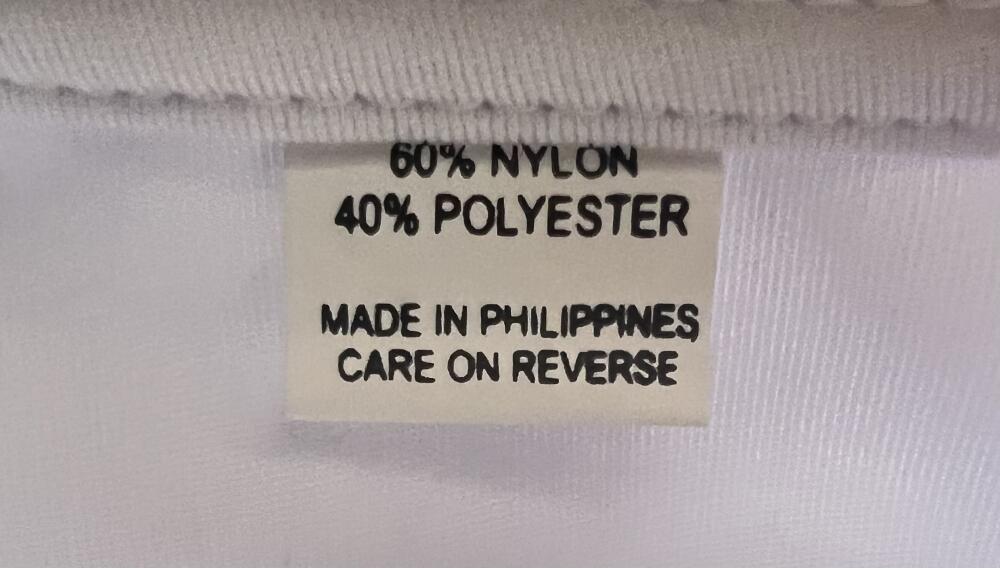 60% NYLON
40% POLYESTER
MADE IN PHILIPPINES
CARE ON REVERSE